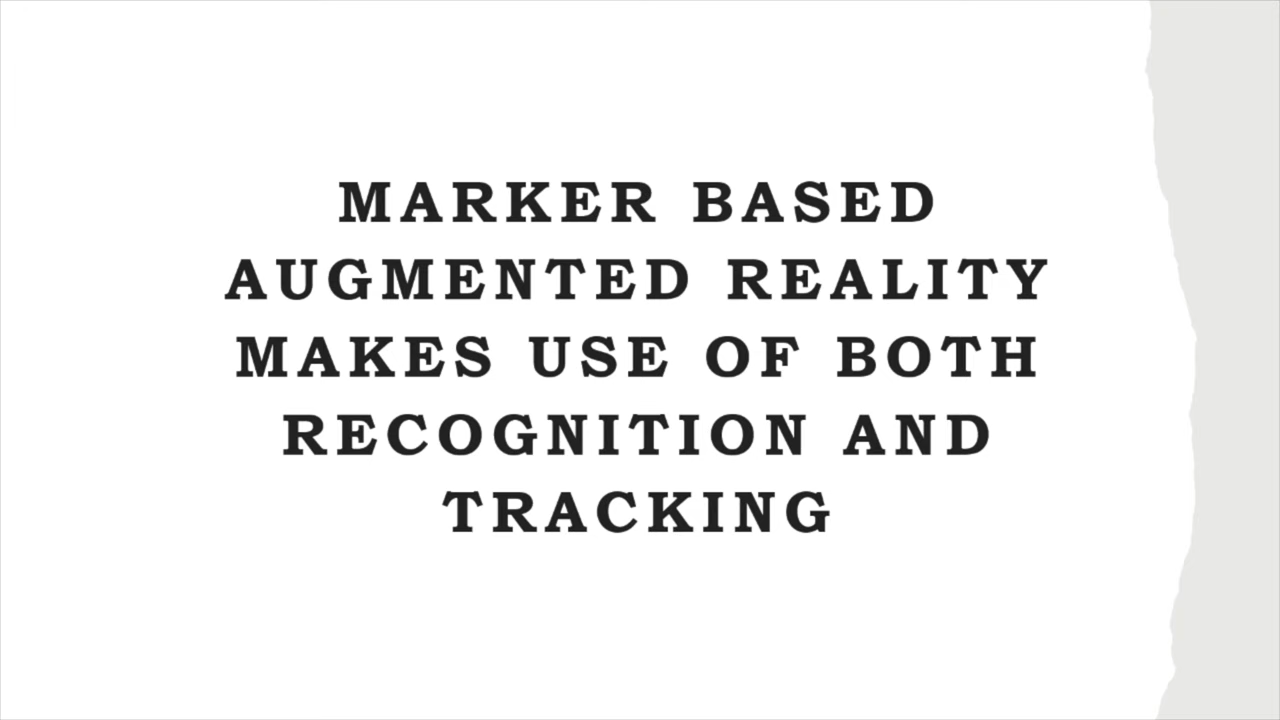 MARKER BASED
AUGMENTED REALITY
MAKES USE OF BOTH
RECOGNITION AND
TRACKING